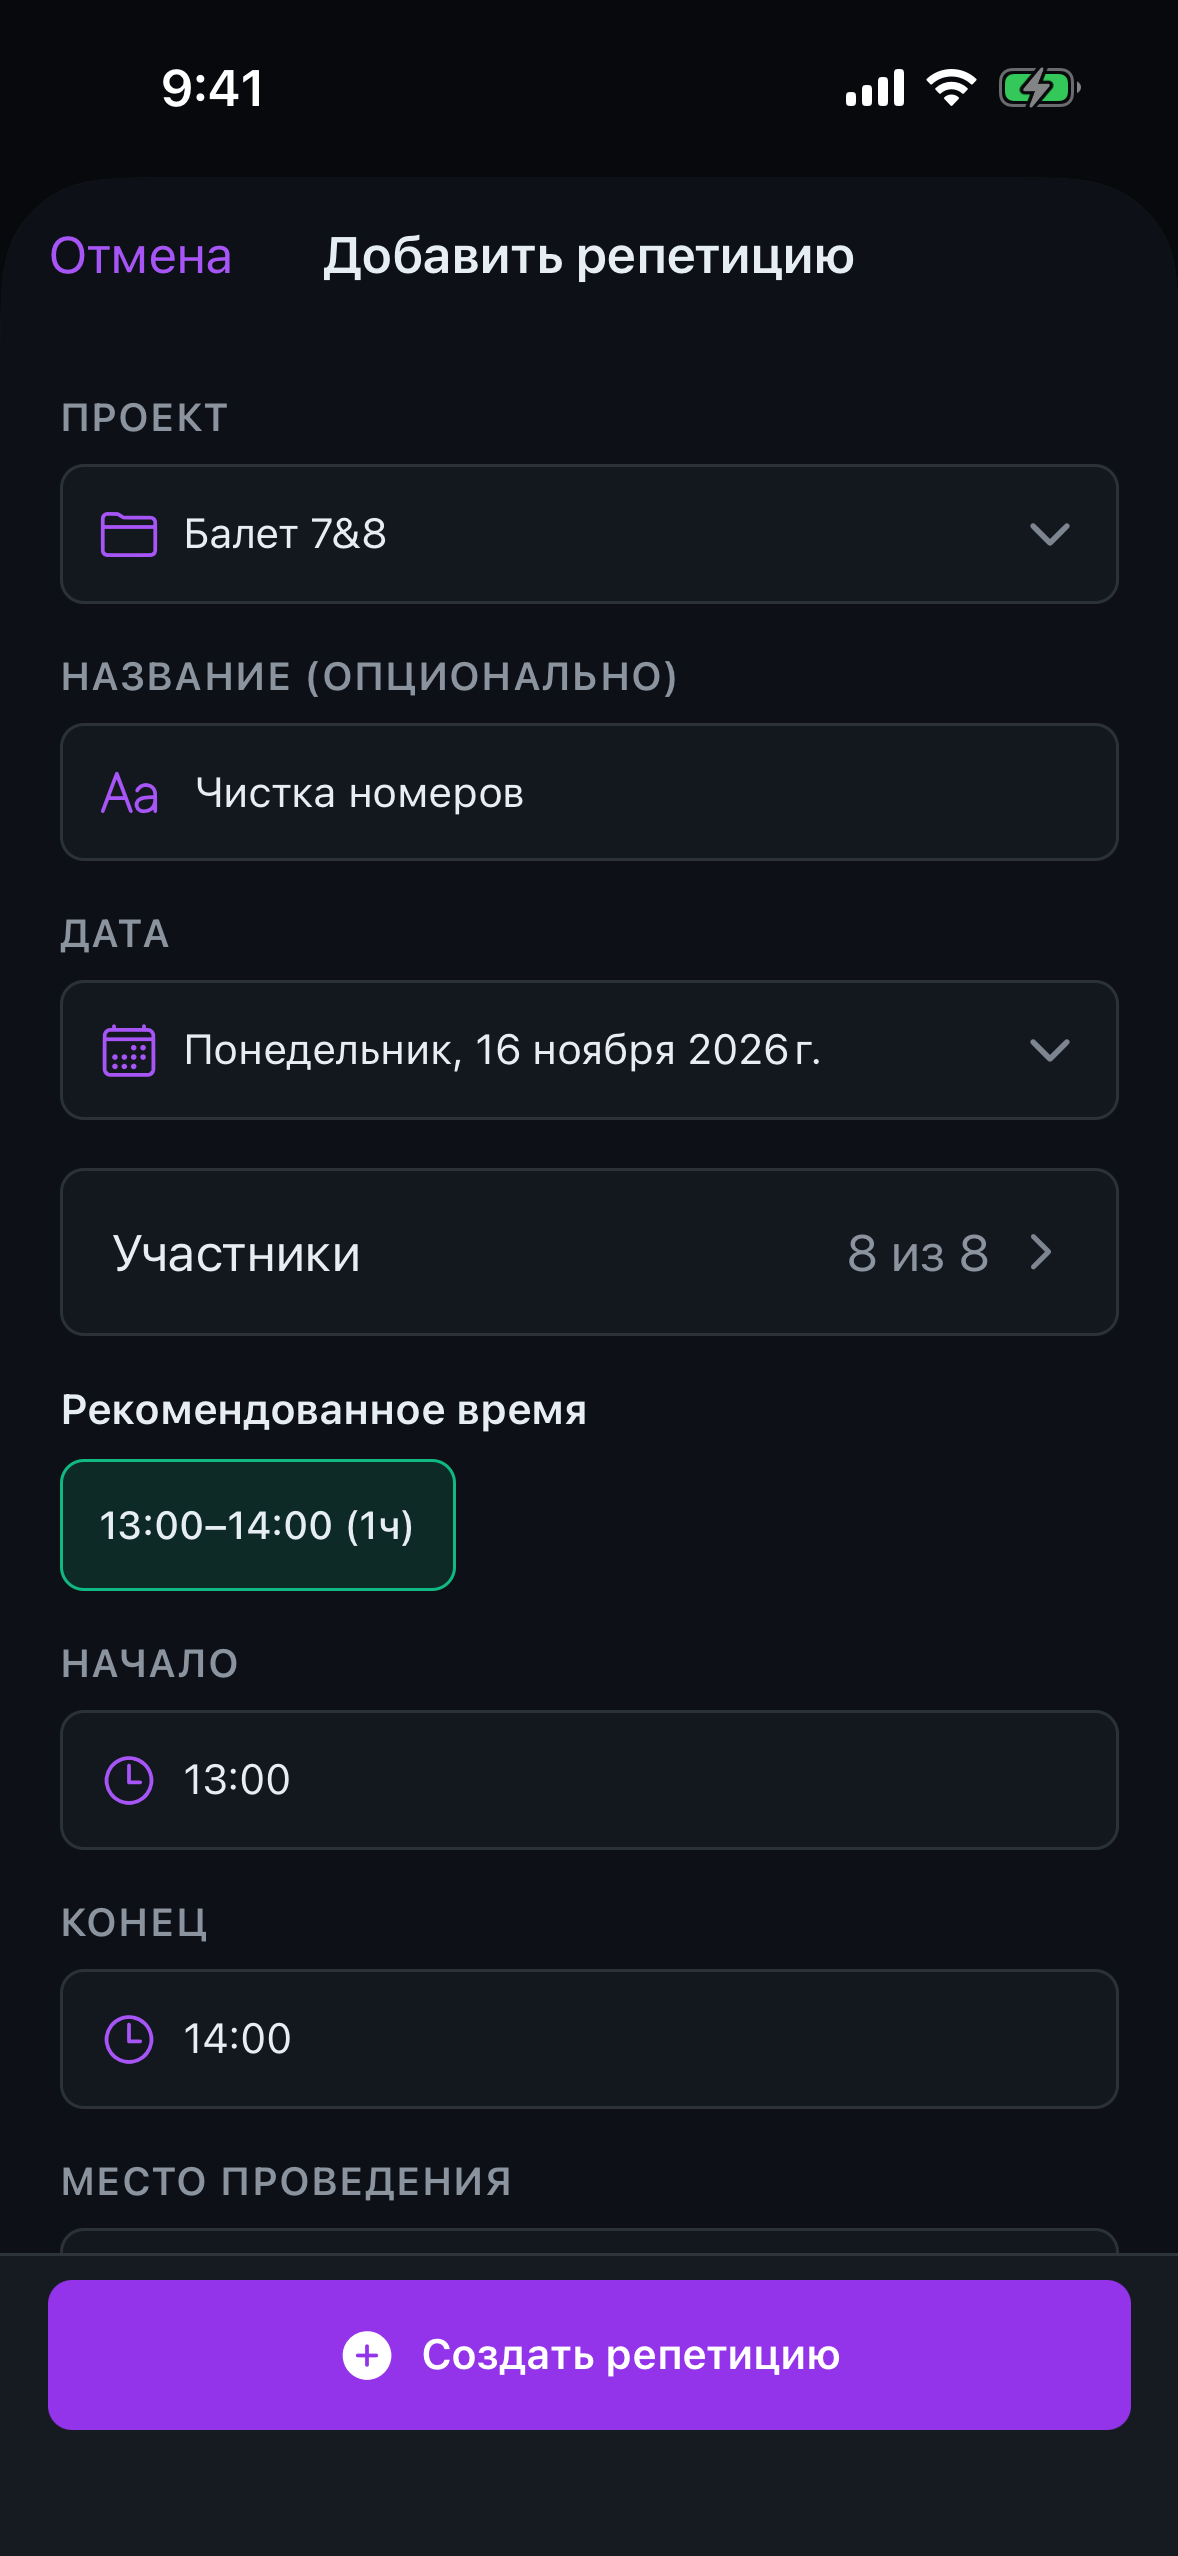 9:41
Отмена
Добавить репетицию
ПРОЕКТ
Балет 7&8
НАЗВАНИЕ (ОПЦИОНАЛЬНО)
Aa Чистка номеров
ДАТА
Понедельник, 16 ноября 2026 г.
Участники 8 из 8
Рекомендованное время
13:00–14:00 (1ч)
НАЧАЛО
13:00
КОНЕЦ
14:00
МЕСТО ПРОВЕДЕНИЯ
Создать репетицию